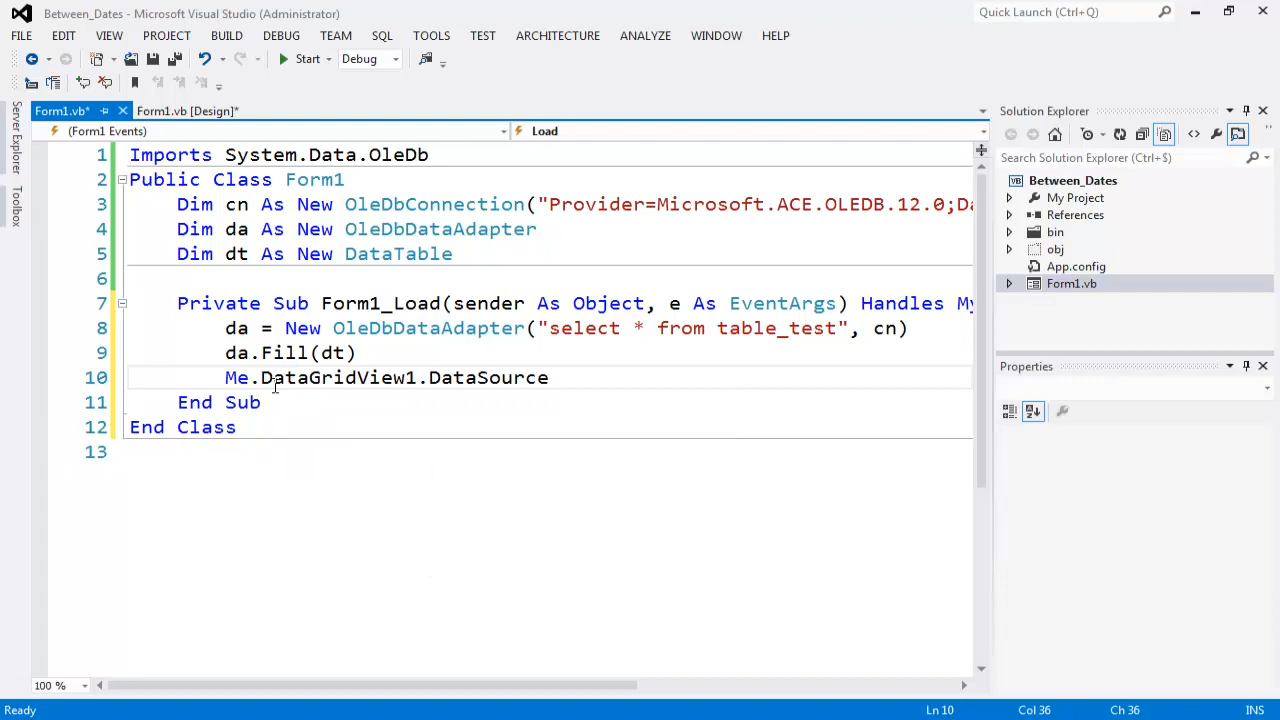 Between_Dates - Microsoft Visual Studio (Administrator)
Quick Launch (Ctrl+Q)
FILE EDIT VIEW PROJECT BUILD DEBUG TEAM SQL TOOLS TEST ARCHITECTURE ANALYZE WINDOW HELP
Start Debug
Form1.vb* Form1.vb [Design]*
(Form1 Events) Load
Server Explorer
Toolbox
1 Imports System.Data.OleDb
2 Public Class Form1
3 Dim cn As New OleDbConnection("Provider=Microsoft.ACE.OLEDB.12.0;Da
4 Dim da As New OleDbDataAdapter
5 Dim dt As New DataTable
6
7 Private Sub Form1_Load(sender As Object, e As EventArgs) Handles My
8 da = New OleDbDataAdapter("select * from table_test", cn)
9 da.Fill(dt)
10 Me.DataGridView1.DataSource
11 End Sub
12 End Class
13
100 %
Solution Explorer
Search Solution Explorer (Ctrl+$)
VB Between_Dates
My Project
References
bin
obj
App.config
Form1.vb
Properties
Ready Ln 10 Col 36 Ch 36 INS